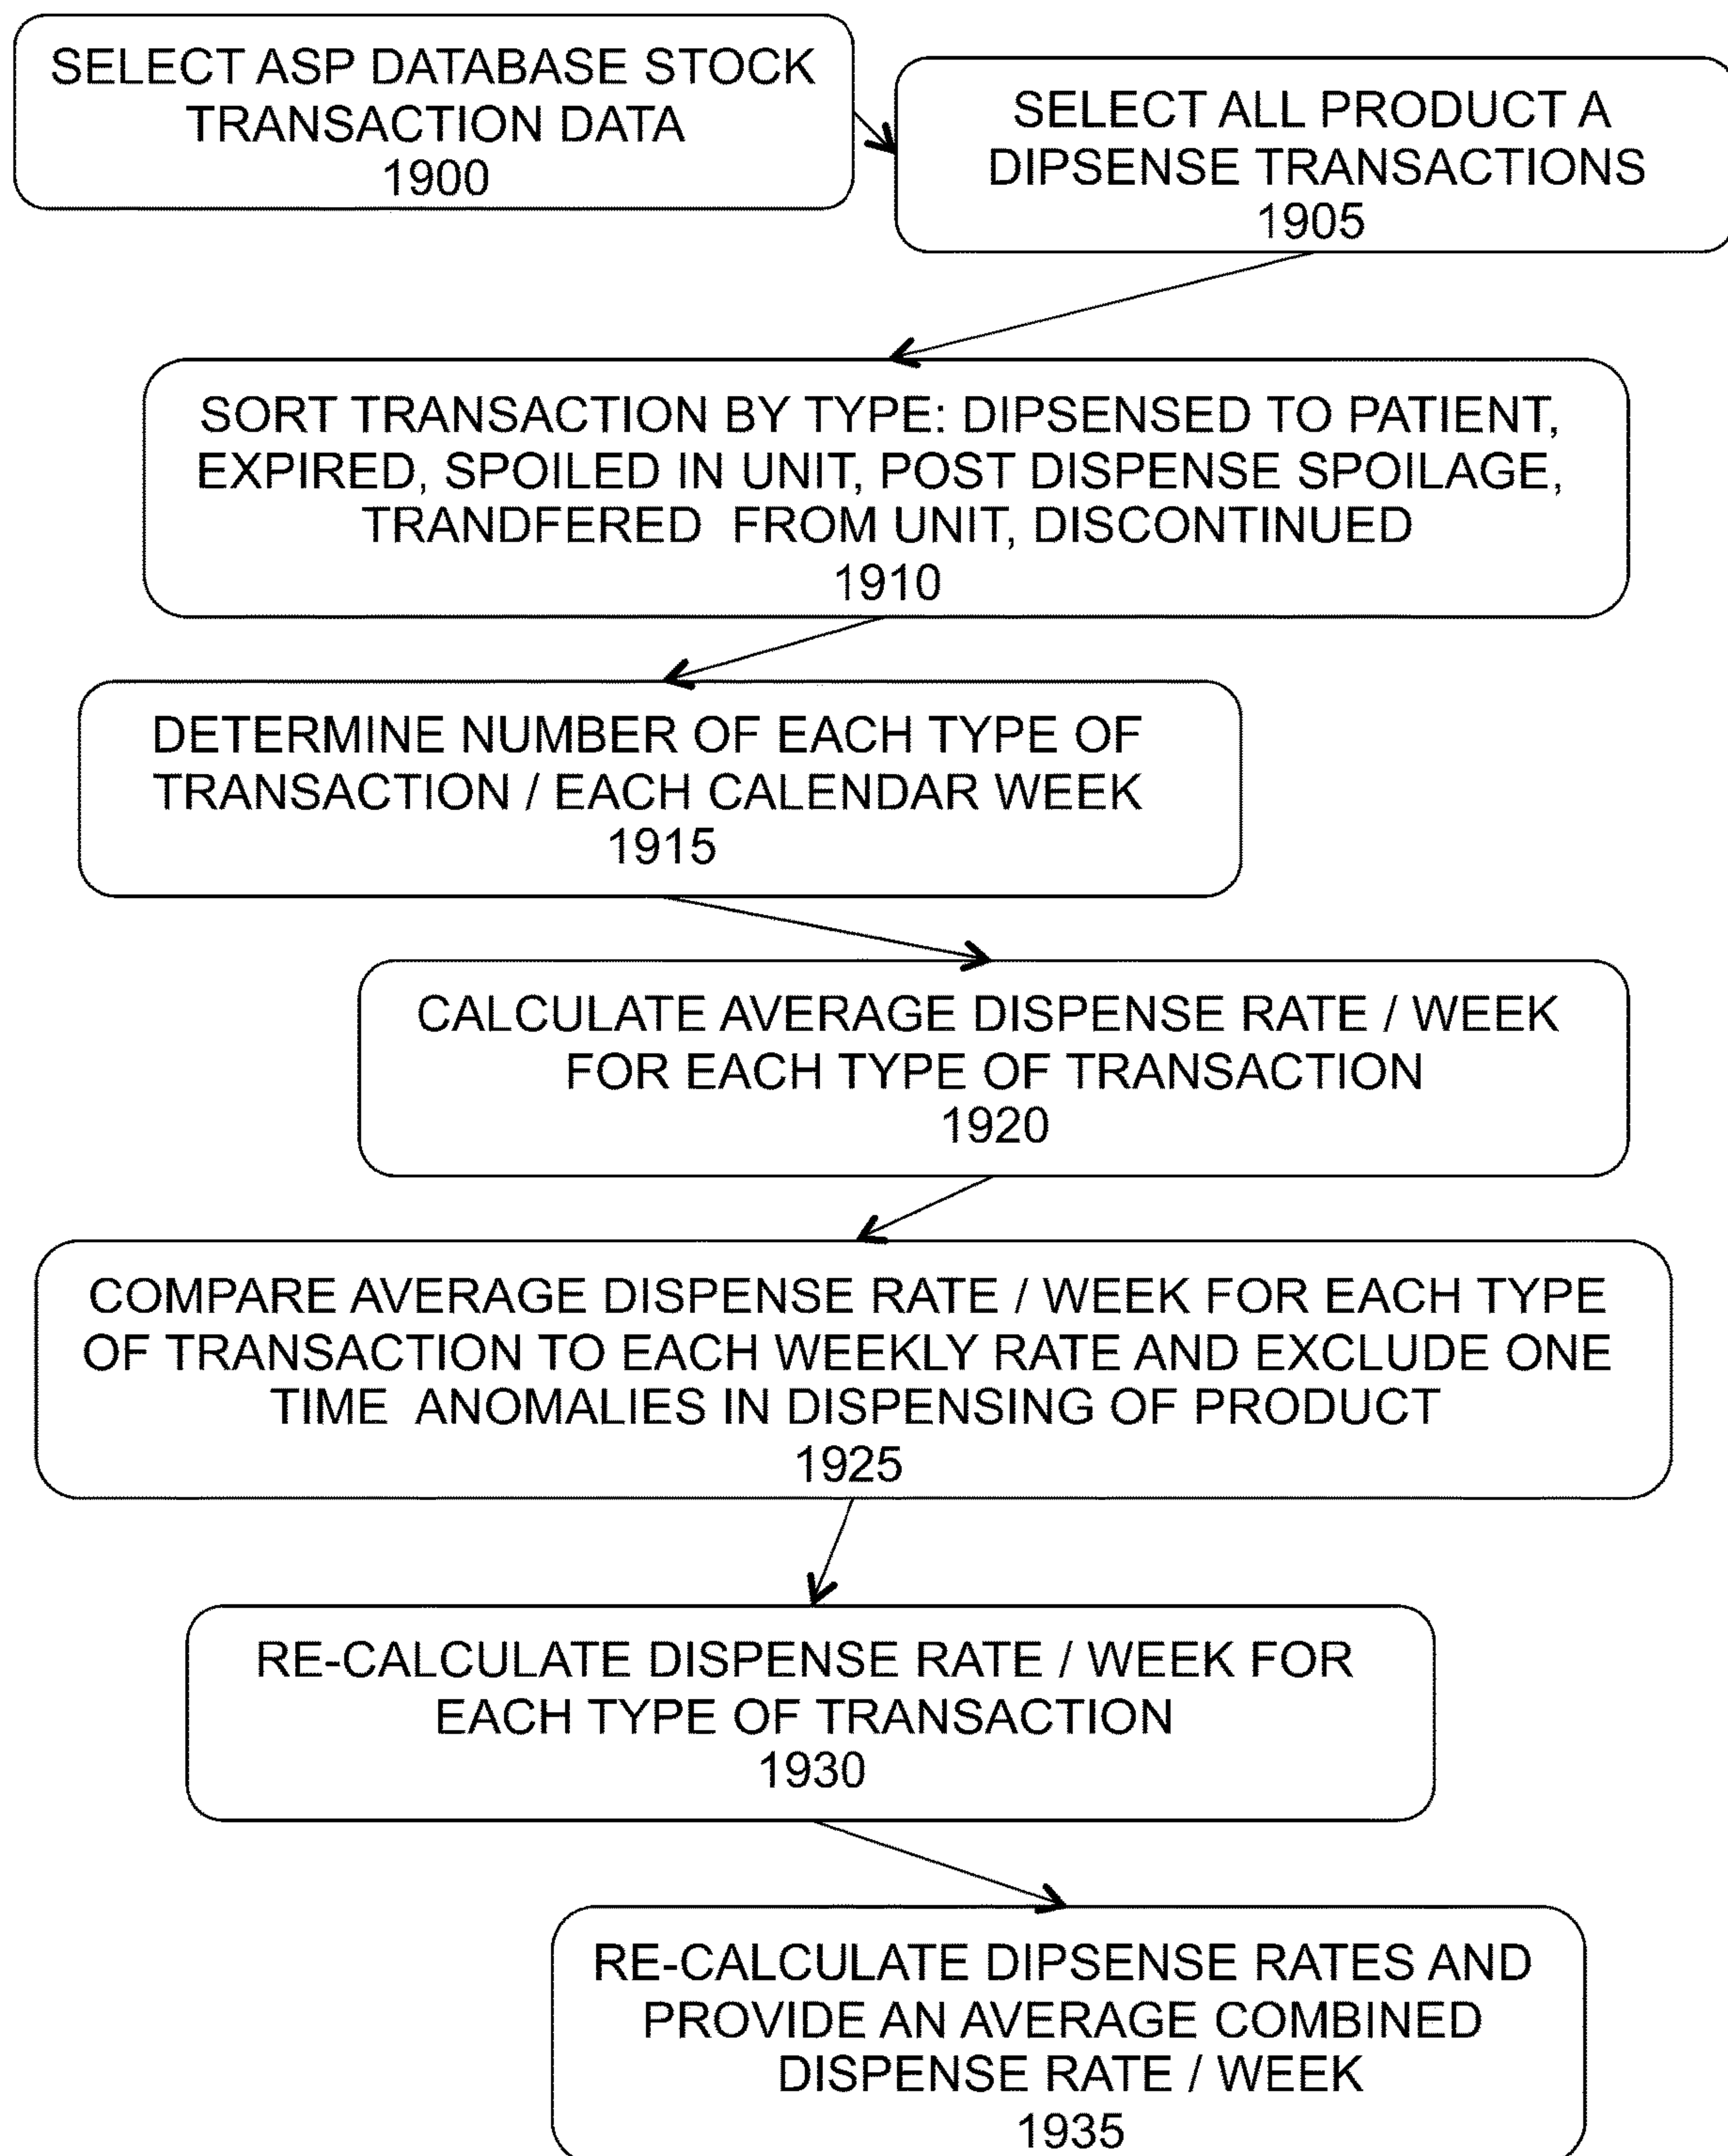 SELECT ASP DATABASE STOCK
TRANSACTION DATA
1900
SELECT ALL PRODUCT A
DIPSENSE TRANSACTIONS
1905
SORT TRANSACTION BY TYPE: DIPSENSED TO PATIENT,
EXPIRED, SPOILED IN UNIT, POST DISPENSE SPOILAGE,
TRANDFERED FROM UNIT, DISCONTINUED
1910
DETERMINE NUMBER OF EACH TYPE OF
TRANSACTION / EACH CALENDAR WEEK
1915
CALCULATE AVERAGE DISPENSE RATE / WEEK
FOR EACH TYPE OF TRANSACTION
1920
COMPARE AVERAGE DISPENSE RATE / WEEK FOR EACH TYPE
OF TRANSACTION TO EACH WEEKLY RATE AND EXCLUDE ONE
TIME ANOMALIES IN DISPENSING OF PRODUCT
1925
RE-CALCULATE DISPENSE RATE / WEEK FOR
EACH TYPE OF TRANSACTION
1930
RE-CALCULATE DIPSENSE RATES AND
PROVIDE AN AVERAGE COMBINED
DISPENSE RATE / WEEK
1935